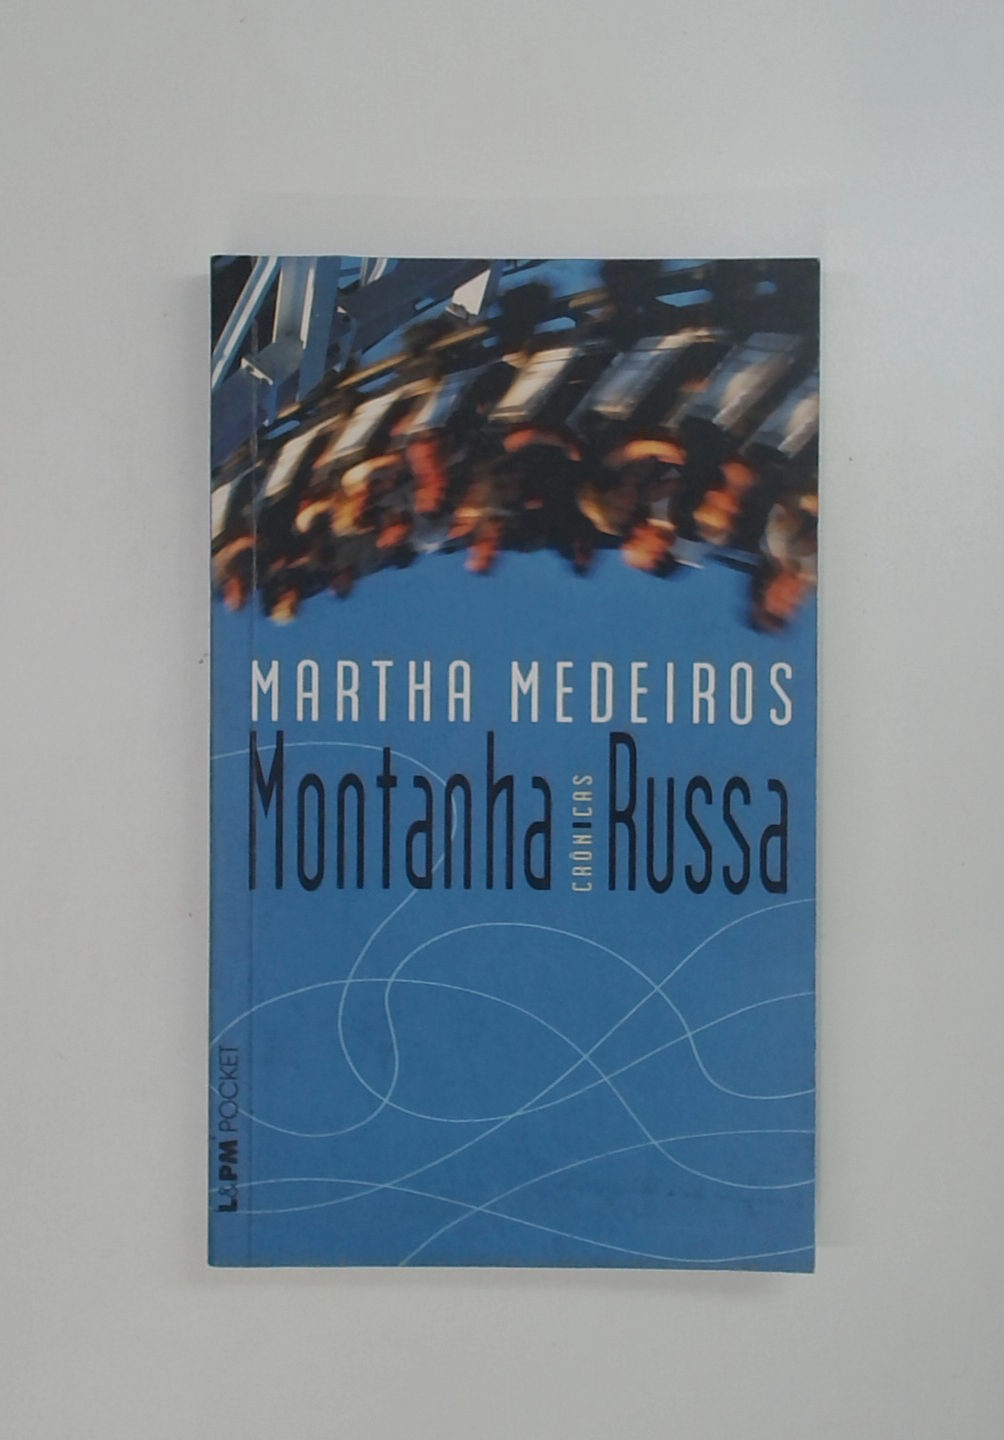 MARTHA MEDEIROS
Montanha-Russa
CRÔNICAS
L&PM POCKET